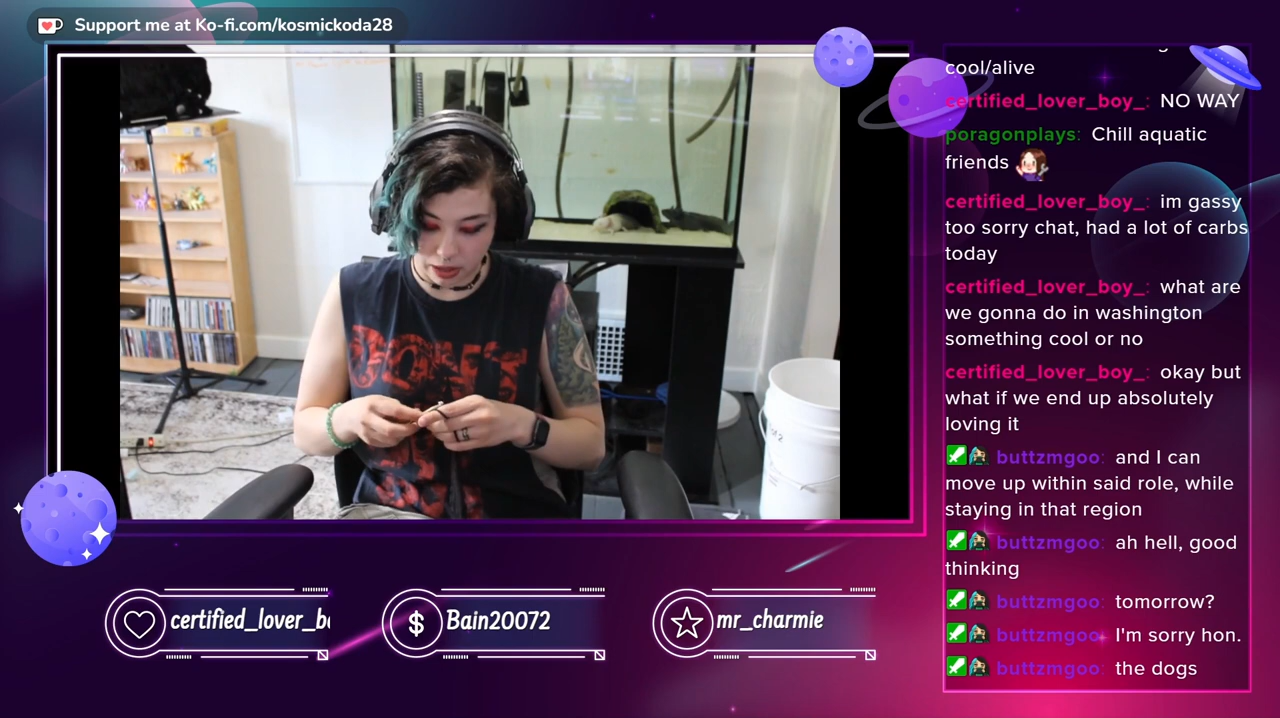 Support me at Ko-fi.com/kosmickoda28
cool/alive
certified_lover_boy_: NO WAY
poragonplays: Chill aquatic
friends
certified_lover_boy_: im gassy
too sorry chat, had a lot of carbs
today
certified_lover_boy_: what are
we gonna do in washington
something cool or no
certified_lover_boy_: okay but
what if we end up absolutely
loving it
buttzmgoo: and I can
move up within said role, while
staying in that region
buttzmgoo: ah hell, good
thinking
buttzmgoo: tomorrow?
buttzmgoo: I'm sorry hon.
buttzmgoo: the dogs
DON'T
certified_lover_bo
$ Bain20072
mr_charmie